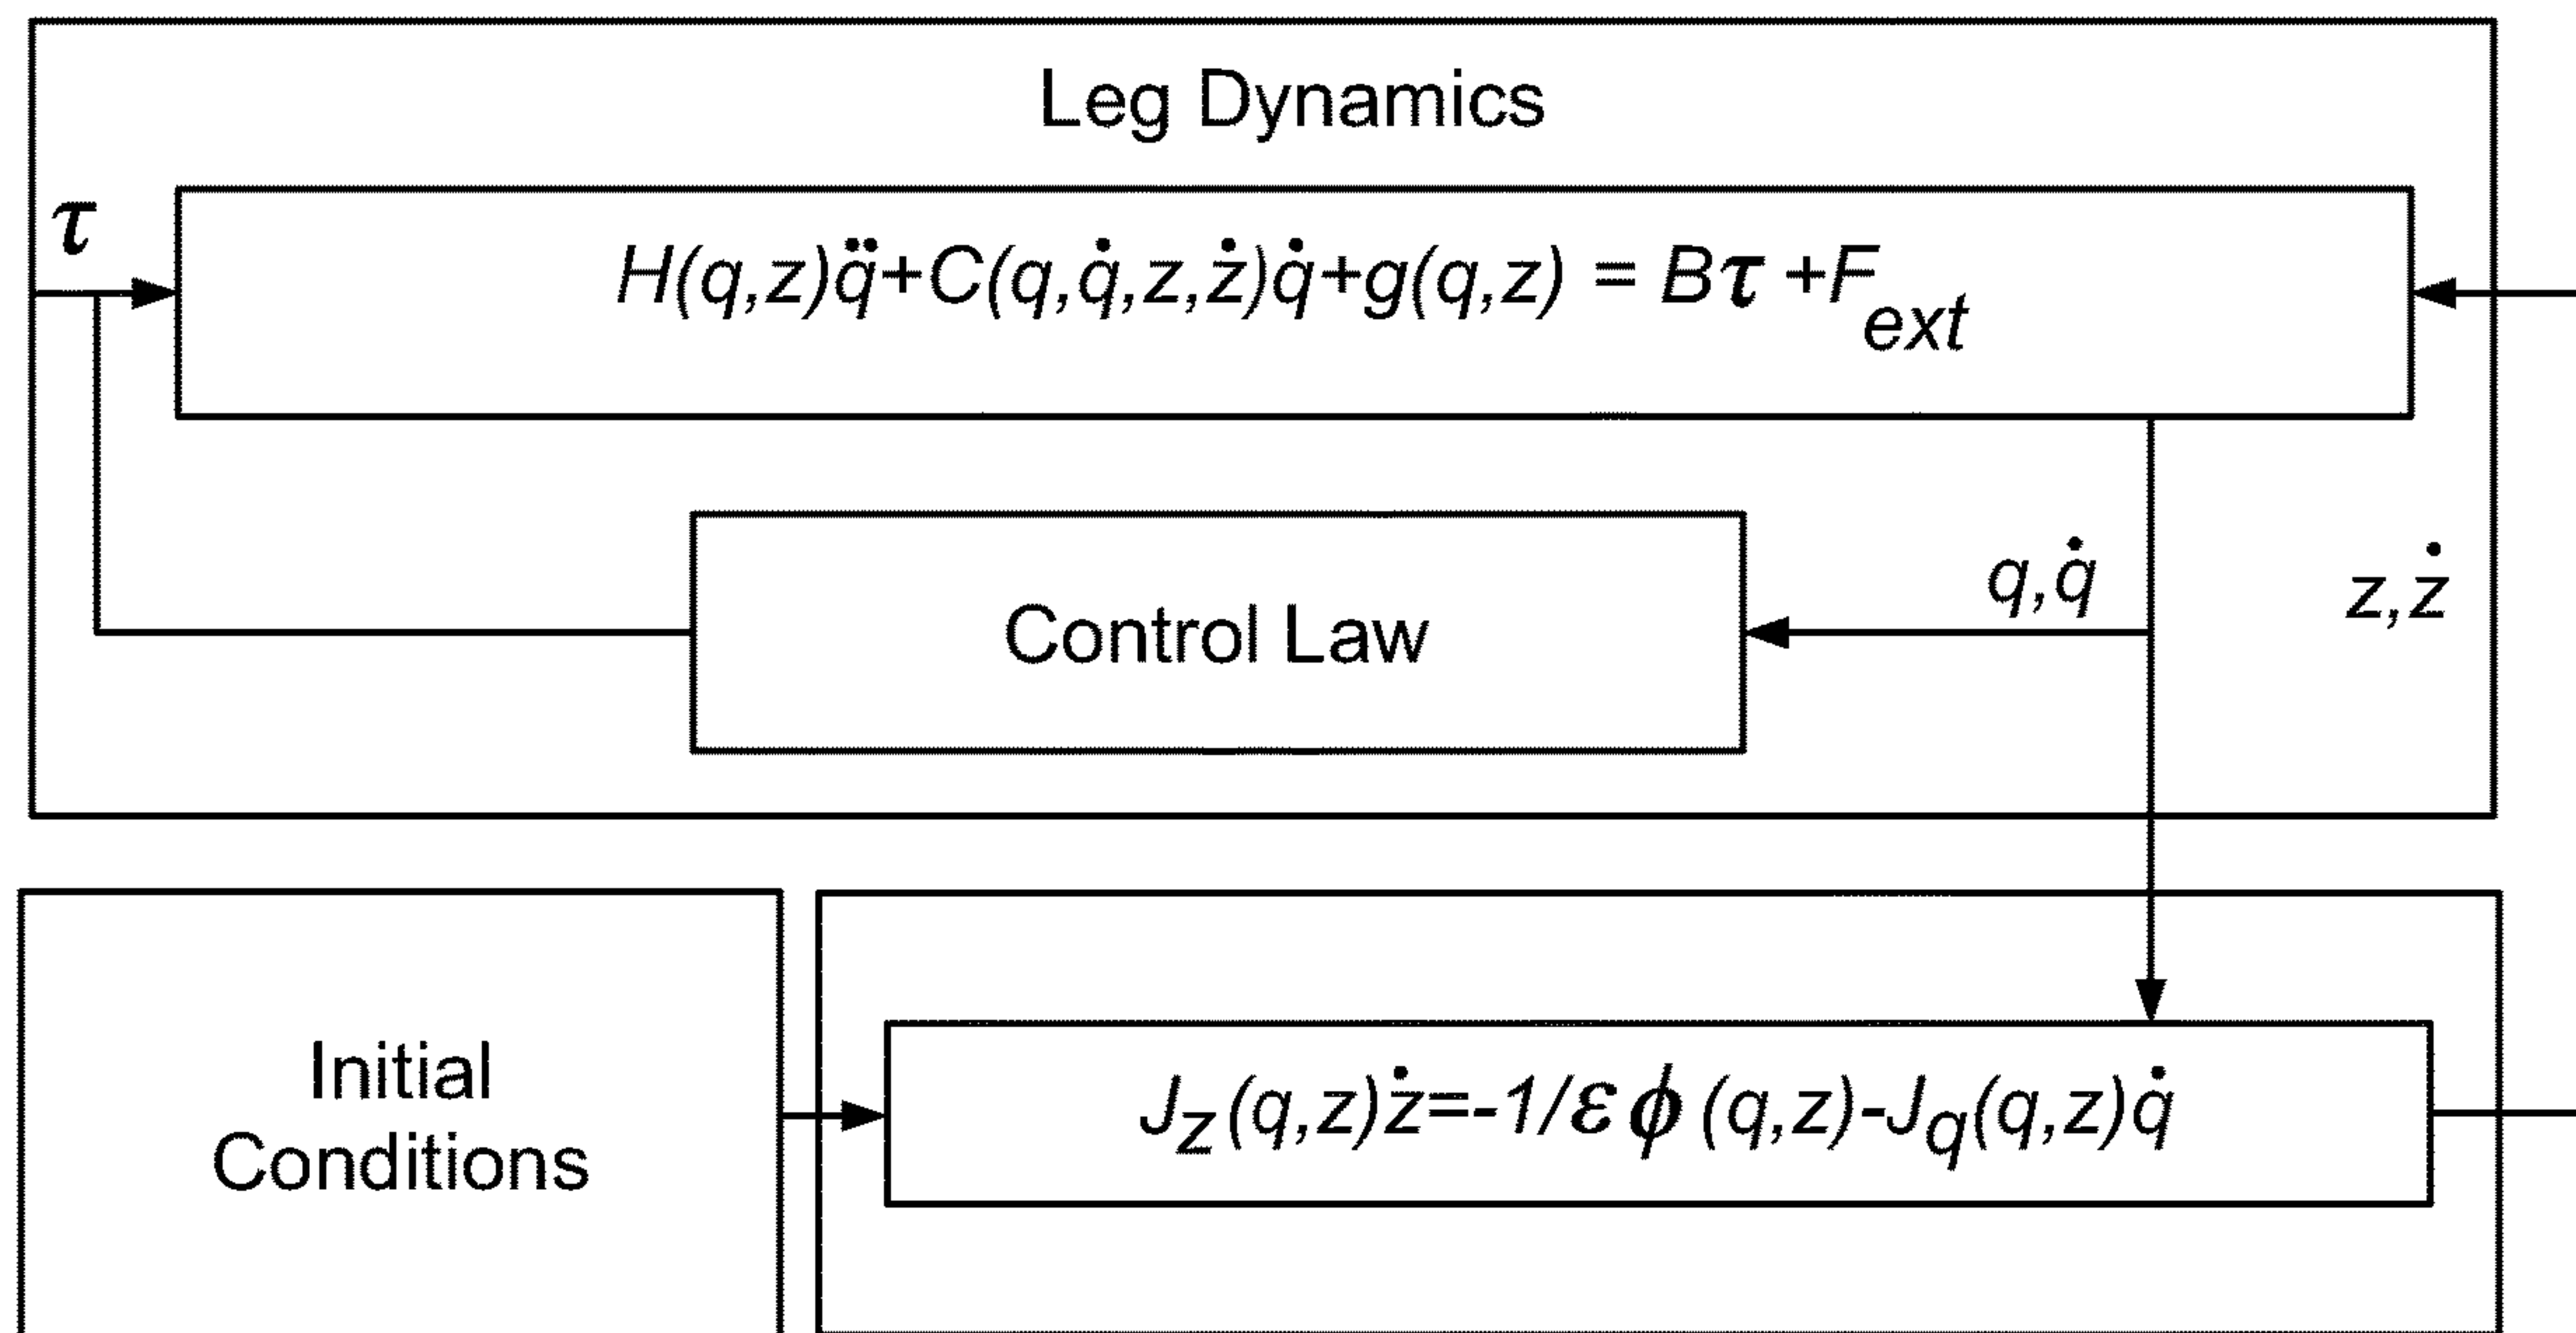 Leg Dynamics
τ
H(q,z)q̈+C(q,q̇,z,ż)q̇+g(q,z) = Bτ +F_ext
q,q̇
z,ż
Control Law
Initial
Conditions
J_z(q,z)ż=-1/ε ϕ (q,z)-J_q(q,z)q̇